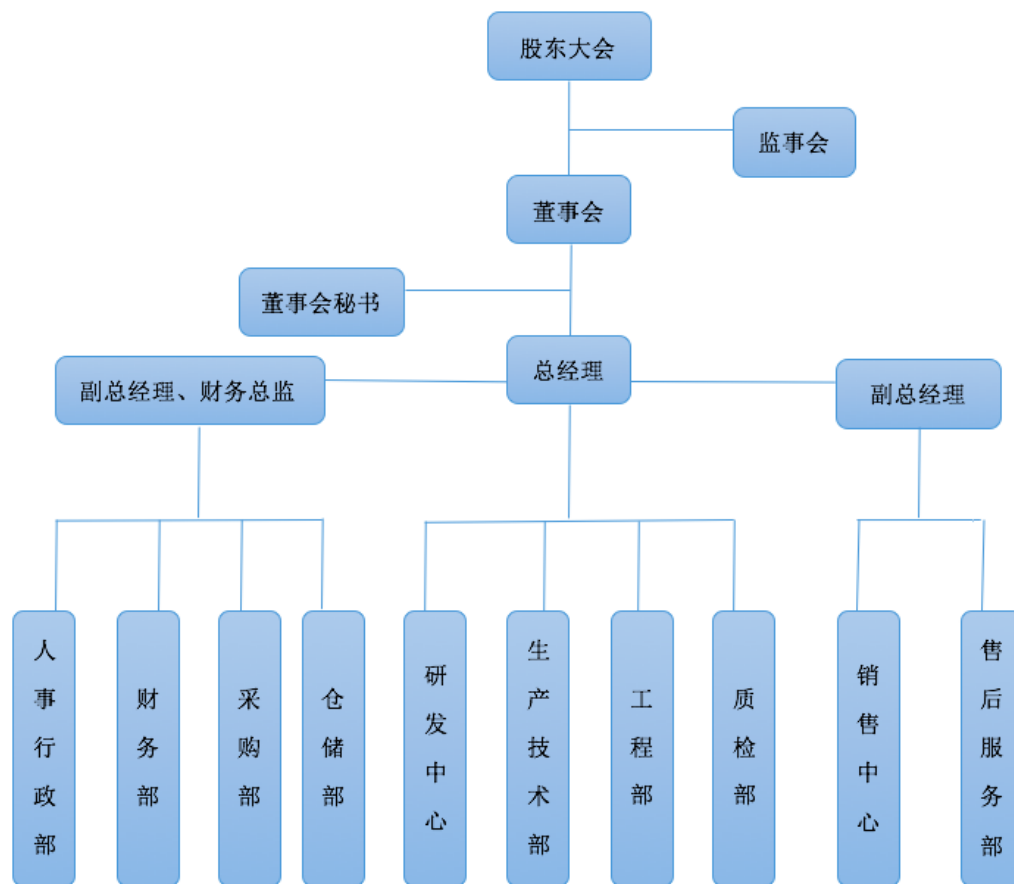 股东大会
监事会
董事会
董事会秘书
总经理
副总经理、财务总监
副总经理
人事行政部
财务部
采购部
仓储部
研发中心
生产技术部
工程部
质检部
销售中心
售后服务部